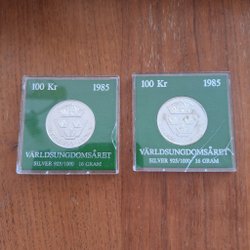 100 Kr 1985
VÄRLDSUNGDOMSÅRET
SILVER 925/1000 16 GRAM
100 Kr 1985
VÄRLDSUNGDOMSÅRET
SILVER 925/1000 16 GRAM